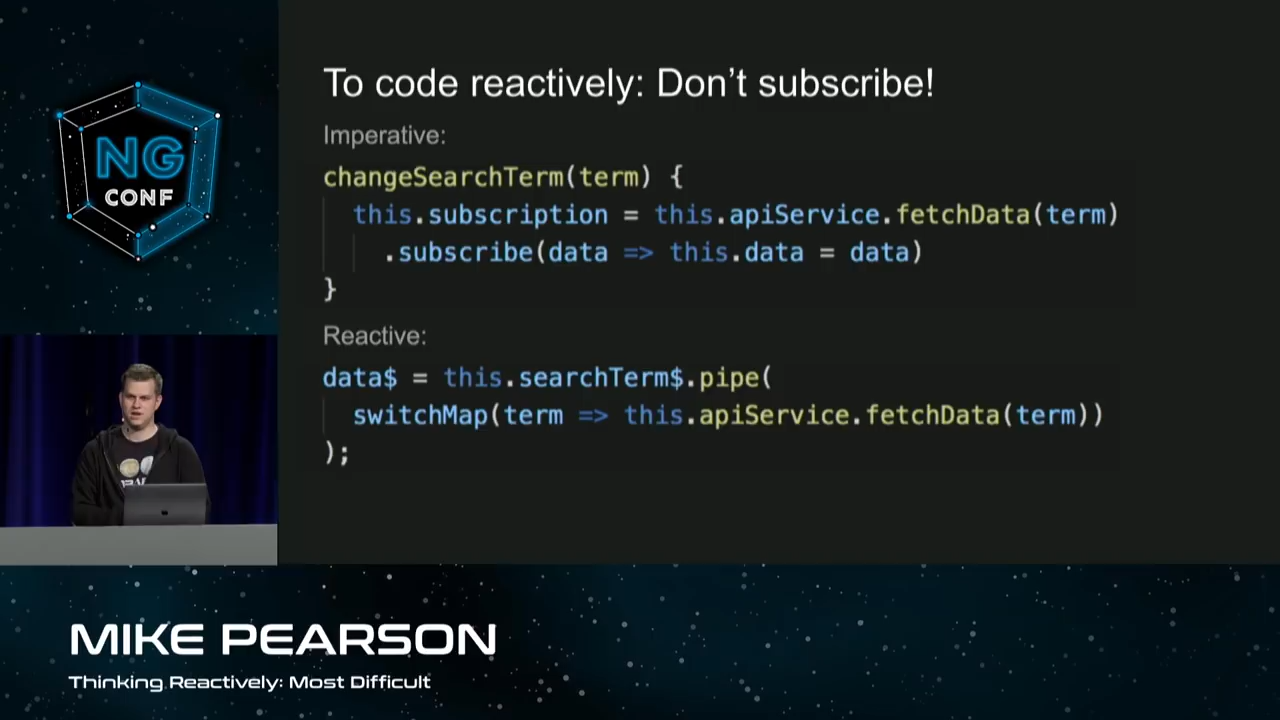 NG
CONF
To code reactively: Don't subscribe!
Imperative:
changeSearchTerm(term) {
this.subscription = this.apiService.fetchData(term)
.subscribe(data => this.data = data)
}
Reactive:
data$ = this.searchTerm$.pipe(
switchMap(term => this.apiService.fetchData(term))
);
MIKE PEARSON
Thinking Reactively: Most Difficult